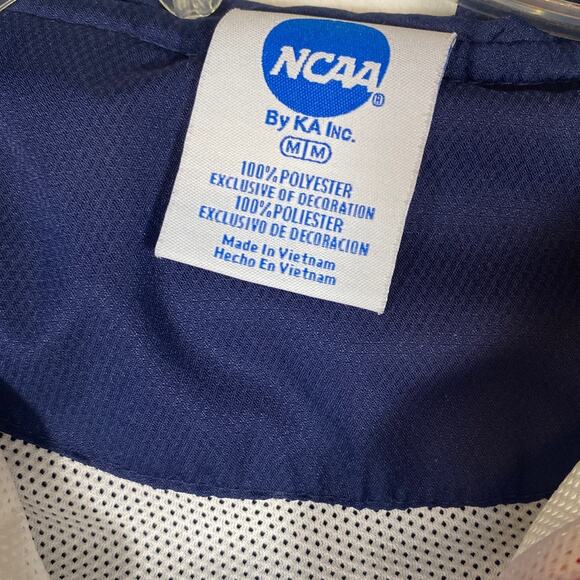 NCAA®
By KA Inc.
M|M
100% POLYESTER
EXCLUSIVE OF DECORATION
100% POLIESTER
EXCLUSIVO DE DECORACION
Made In Vietnam
Hecho En Vietnam